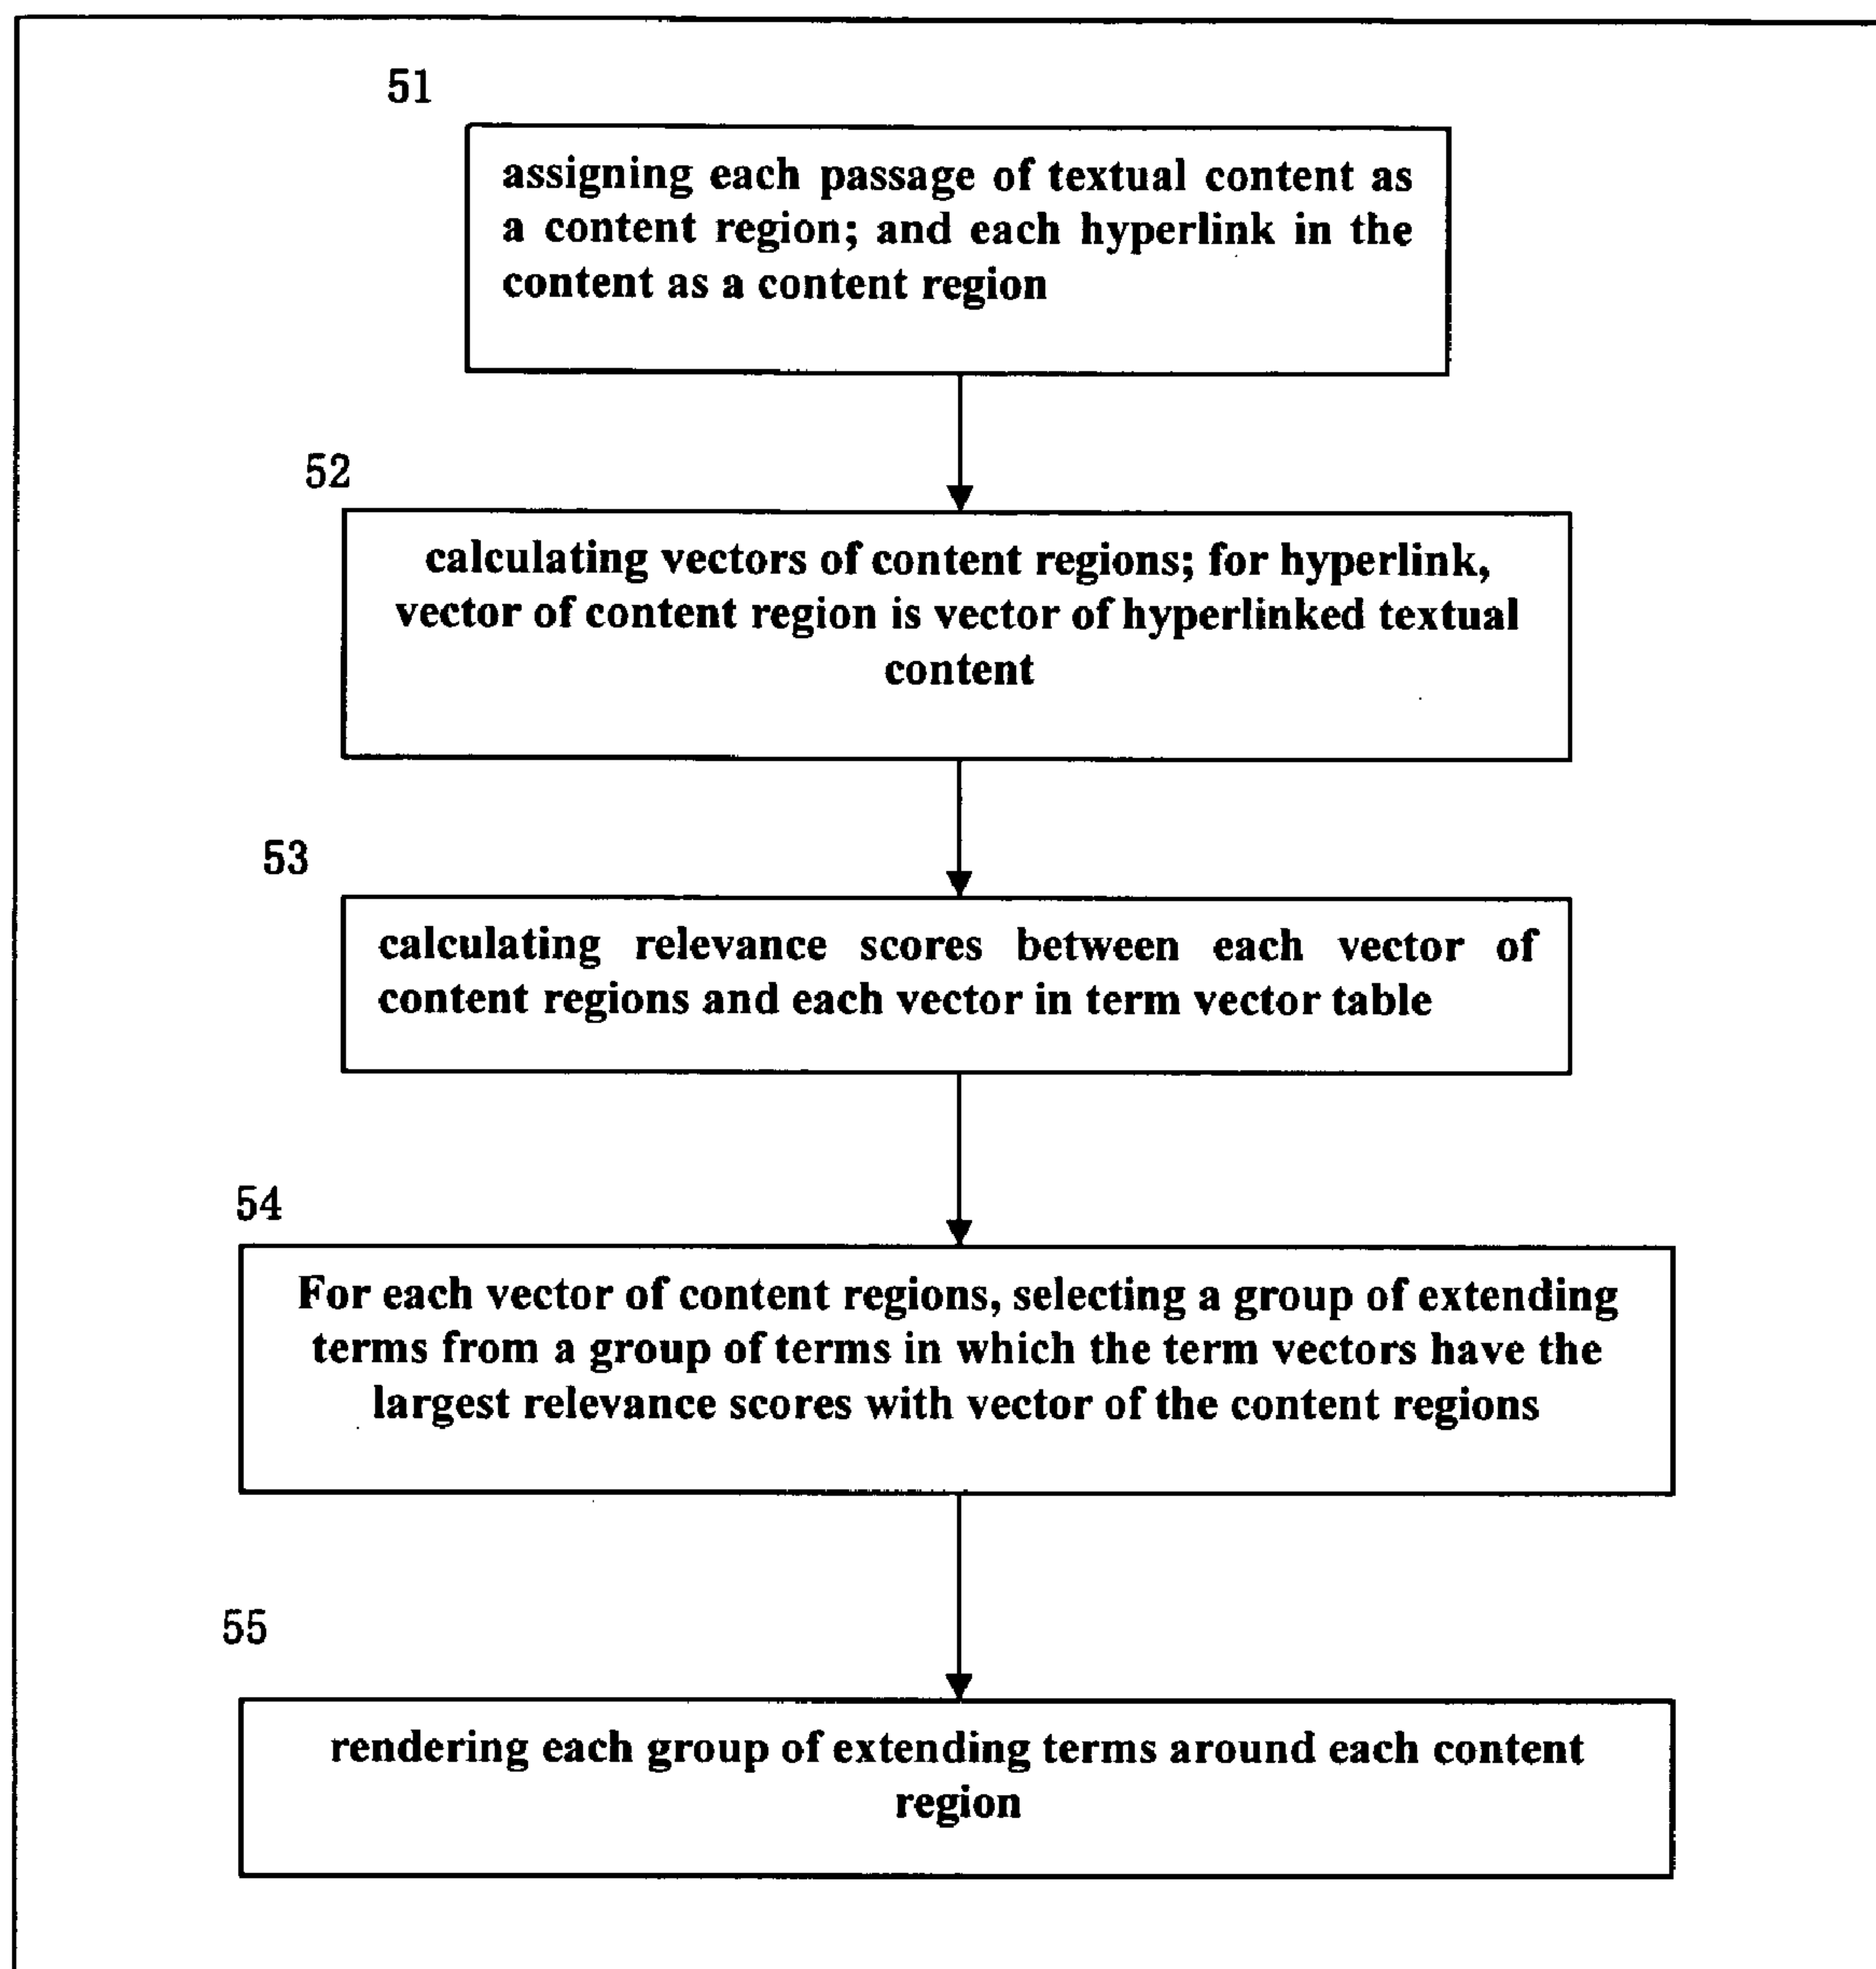 51
assigning each passage of textual content as
a content region; and each hyperlink in the
content as a content region
52
calculating vectors of content regions; for hyperlink,
vector of content region is vector of hyperlinked textual
content
53
calculating relevance scores between each vector of
content regions and each vector in term vector table
54
For each vector of content regions, selecting a group of extending
terms from a group of terms in which the term vectors have the
largest relevance scores with vector of the content regions
55
rendering each group of extending terms around each content
region